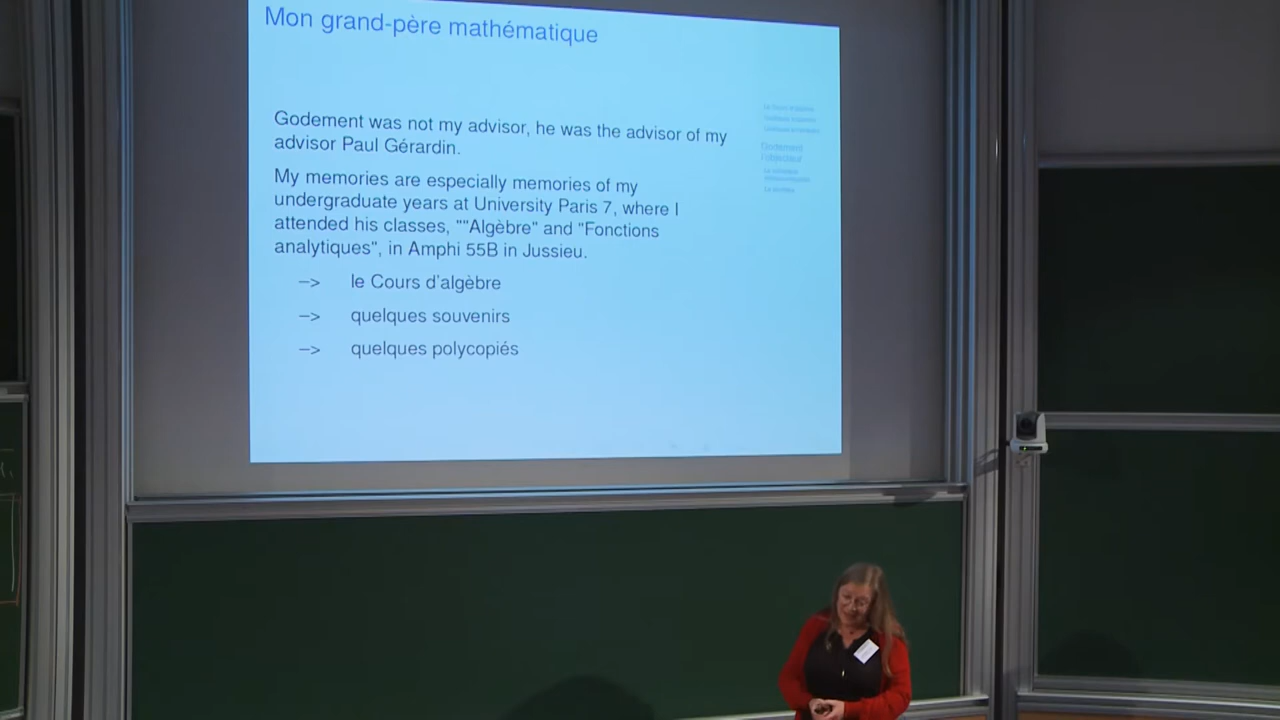 Mon grand-père mathématique
Godement was not my advisor, he was the advisor of my
advisor Paul Gérardin.
My memories are especially memories of my
undergraduate years at University Paris 7, where I
attended his classes, ""Algèbre" and "Fonctions
analytiques", in Amphi 55B in Jussieu.
–> le Cours d'algèbre
–> quelques souvenirs
–> quelques polycopiés
Godement
l'objecteur